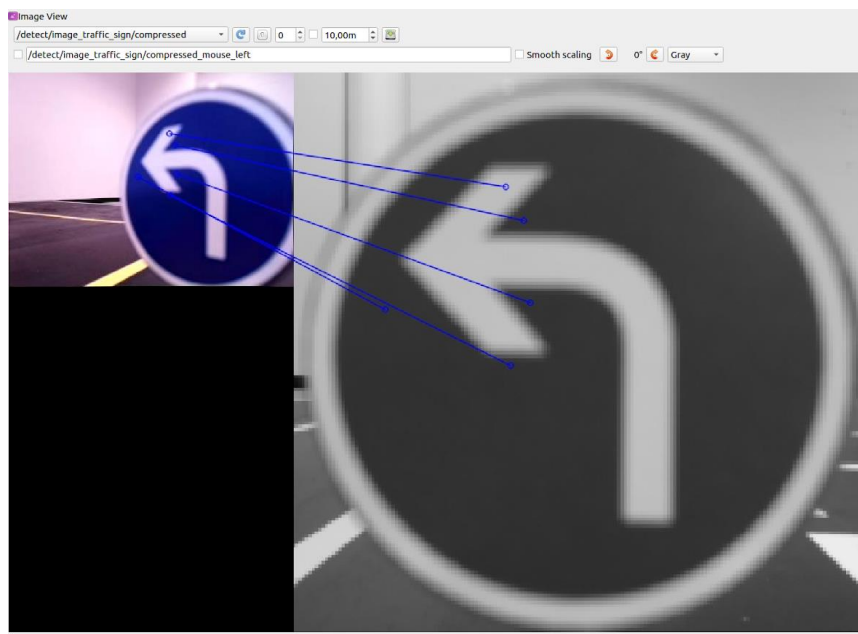 Image View
/detect/image_traffic_sign/compressed 0 10,00m
/detect/image_traffic_sign/compressed_mouse_left Smooth scaling 0° Gray